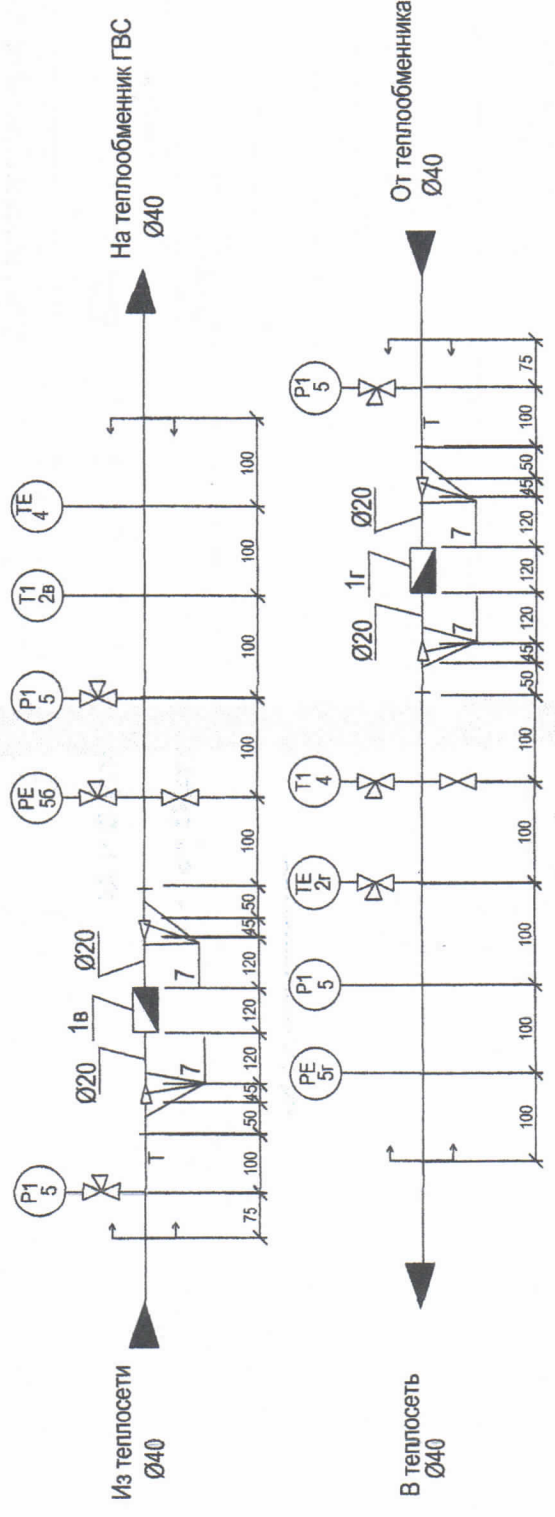 Из теплосети
Ø40
P1
5
Ø20
1в
Ø20
PE
5б
P1
5
T1
2в
TE
4
На теплообменник ГВС
Ø40
T
7
7
75 100 50 45 120 120 120 45 50 100 100 100 100 100
В теплосеть
Ø40
PE
5г
P1
5
TE
2г
T1
4
Ø20
1г
Ø20
P1
5
От теплообменника
Ø40
7
7
T
100 100 100 100 100 50 45 120 120 120 45 50 100 75